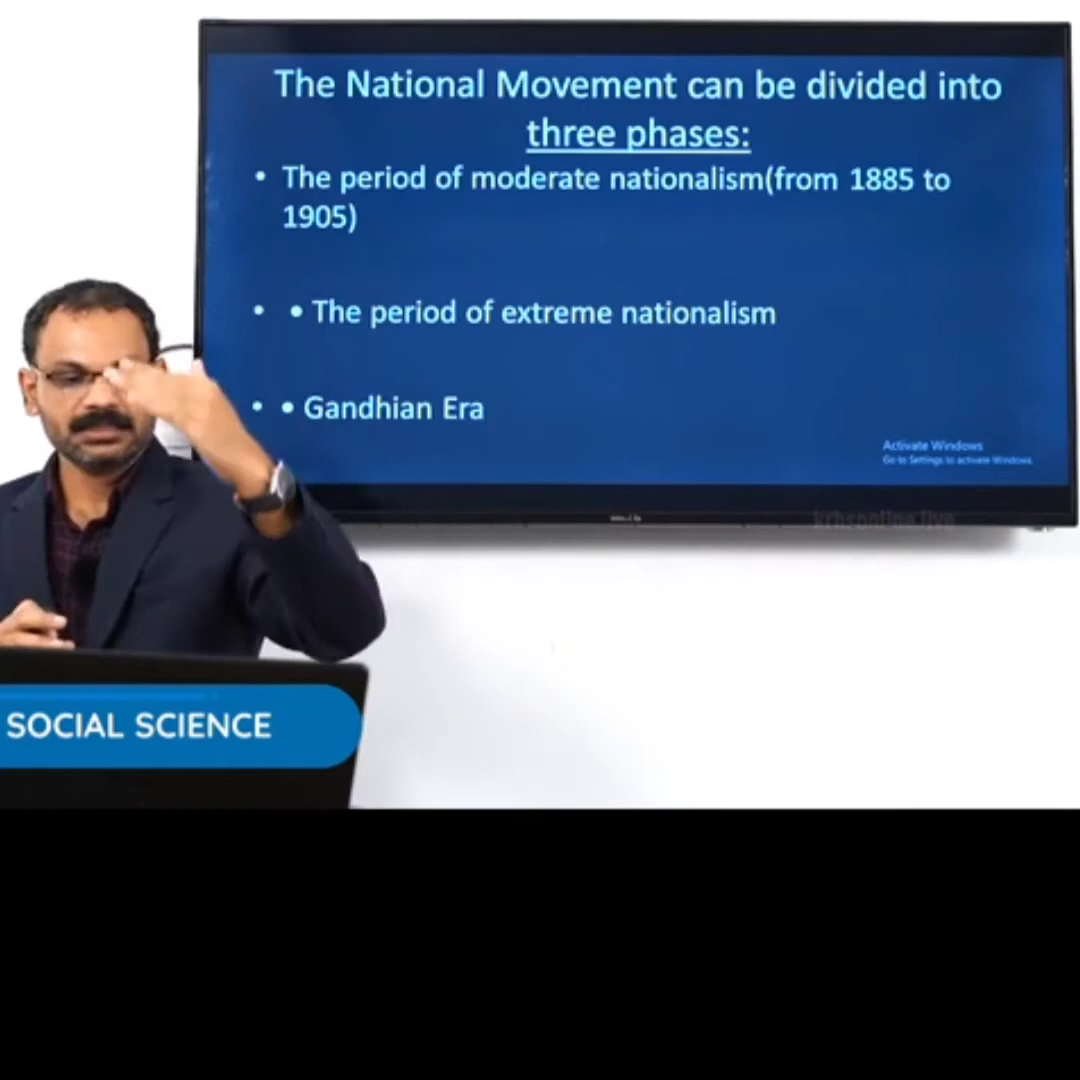 The National Movement can be divided into
three phases:
• The period of moderate nationalism(from 1885 to
1905)
• • The period of extreme nationalism
• • Gandhian Era
Activate Windows
Go to Settings to activate Windows.
SOCIAL SCIENCE